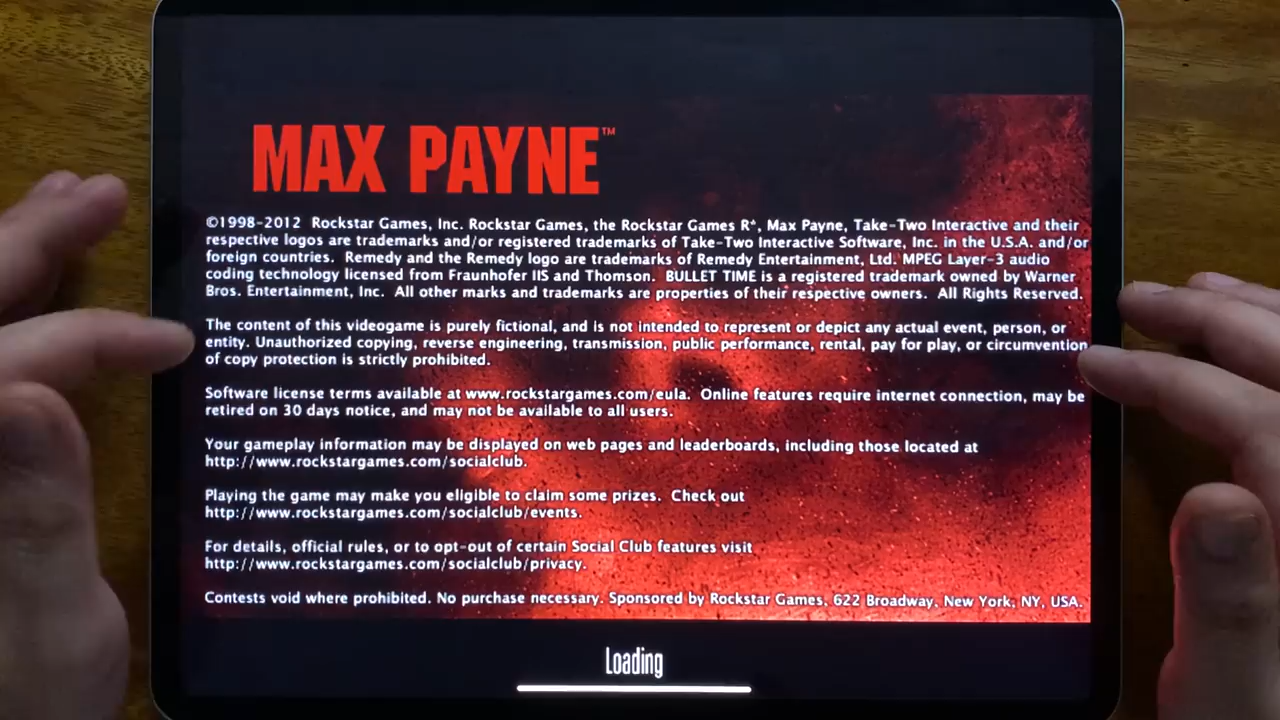 MAX PAYNE™
©1998-2012 Rockstar Games, Inc. Rockstar Games, the Rockstar Games R*, Max Payne, Take-Two Interactive and their
respective logos are trademarks and/or registered trademarks of Take-Two Interactive Software, Inc. in the U.S.A. and/or
foreign countries. Remedy and the Remedy logo are trademarks of Remedy Entertainment, Ltd. MPEG Layer-3 audio
coding technology licensed from Fraunhofer IIS and Thomson. BULLET TIME is a registered trademark owned by Warner
Bros. Entertainment, Inc. All other marks and trademarks are properties of their respective owners. All Rights Reserved.
The content of this videogame is purely fictional, and is not intended to represent or depict any actual event, person, or
entity. Unauthorized copying, reverse engineering, transmission, public performance, rental, pay for play, or circumvention
of copy protection is strictly prohibited.
Software license terms available at www.rockstargames.com/eula. Online features require internet connection, may be
retired on 30 days notice, and may not be available to all users.
Your gameplay information may be displayed on web pages and leaderboards, including those located at
http://www.rockstargames.com/socialclub.
Playing the game may make you eligible to claim some prizes. Check out
http://www.rockstargames.com/socialclub/events.
For details, official rules, or to opt-out of certain Social Club features visit
http://www.rockstargames.com/socialclub/privacy.
Contests void where prohibited. No purchase necessary. Sponsored by Rockstar Games, 622 Broadway, New York, NY, USA.
Loading